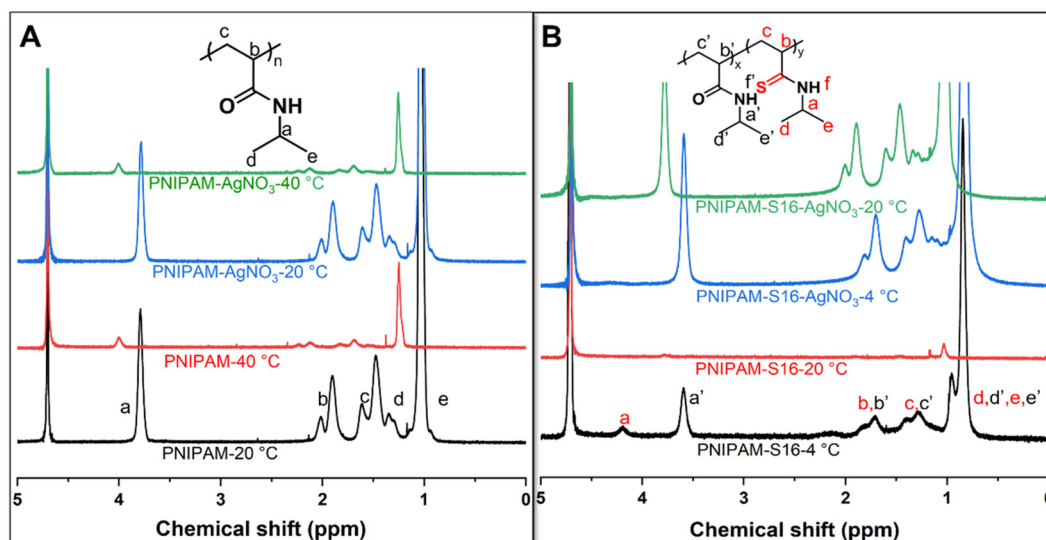 A
c
b
n
O
NH
a
d
e
PNIPAM-AgNO₃-40 °C
PNIPAM-AgNO₃-20 °C
PNIPAM-40 °C
a
b
c
d
e
PNIPAM-20 °C
5 4 3 2 1 0
Chemical shift (ppm)
B
c' b' c b
x y
f' f
O NH S NH
a' a
d' e' d e
PNIPAM-S16-AgNO₃-20 °C
PNIPAM-S16-AgNO₃-4 °C
PNIPAM-S16-20 °C
a
a'
b,b'
c,c'
d,d',e,e'
PNIPAM-S16-4 °C
5 4 3 2 1 0
Chemical shift (ppm)